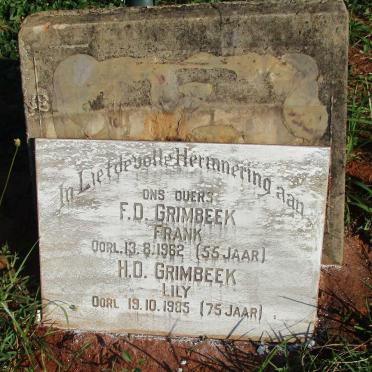 In Liefdevolle Herinnering aan
ONS OUERS
F.D. GRIMBEEK
FRANK
OORL. 13.8.1962 (55 JAAR)
H.D. GRIMBEEK
LILY
OORL 19.10.1985 (75 JAAR)